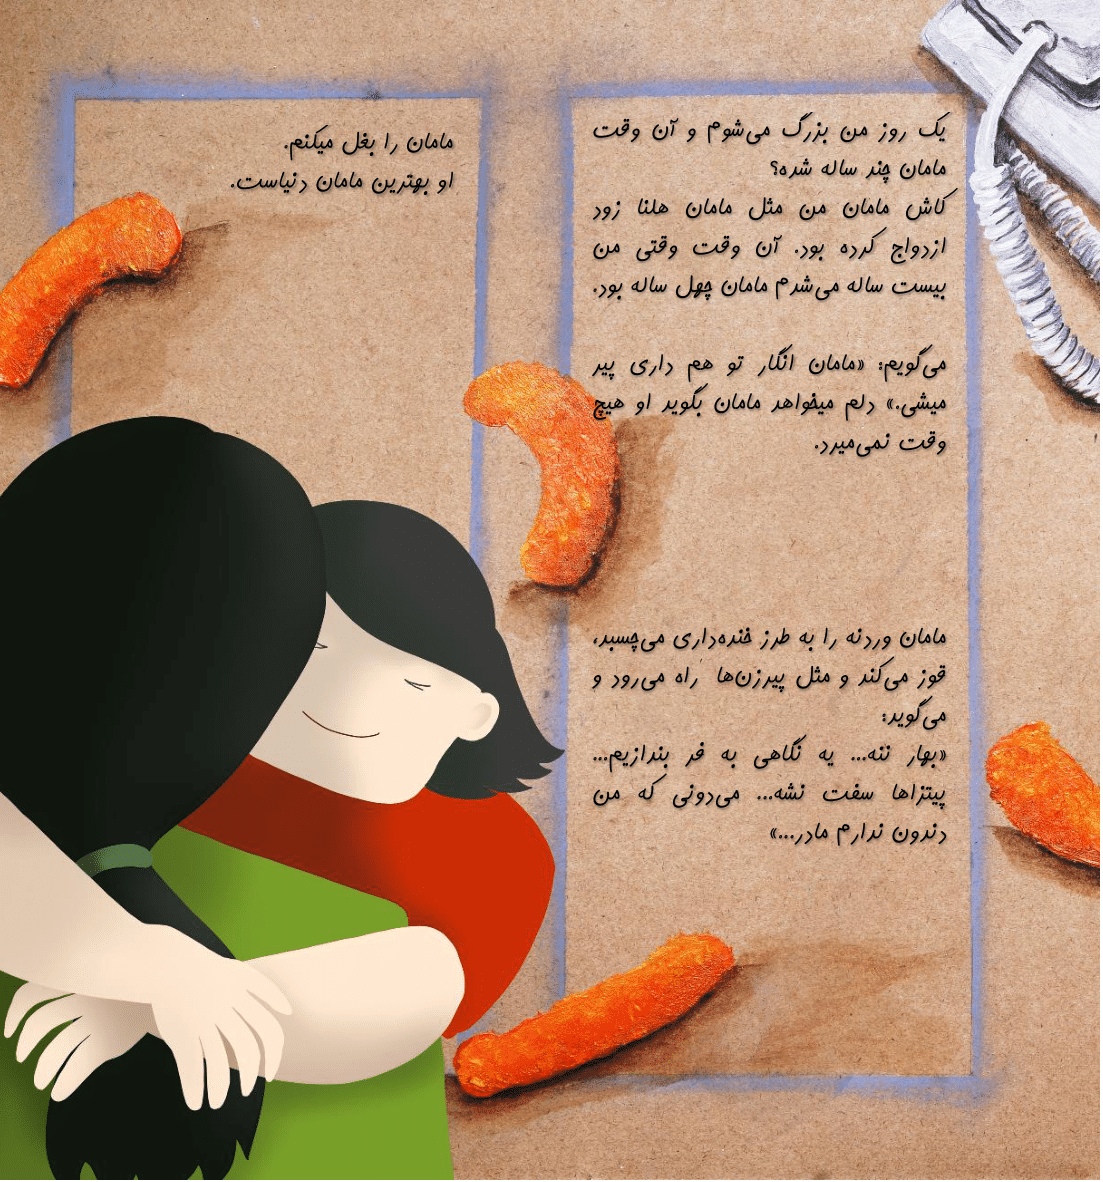 یک روز من بزرگ می‌شوم و آن وقت
مامان چند ساله شده؟
کاش مامان من مثل مامان هلنا زود
ازدواج کرده بود. آن وقت وقتی من
بیست ساله می‌شدم مامان چهل ساله بود.
می‌گویم: «مامان انگار تو هم داری پیر
میشی.» دلم میخواهد مامان بگوید او هیچ
وقت نمی‌میرد.
مامان وردنه را به طرز خنده‌داری می‌چسبد،
قوز می‌کند و مثل پیرزن‌ها راه می‌رود و
می‌گوید:
«بهار ننه... یه نگاهی به فر بندازیم...
پیتزاها سفت نشه... می‌دونی که من
دندون ندارم مادر...»
مامان را بغل میکنم.
او بهترین مامان دنیاست.